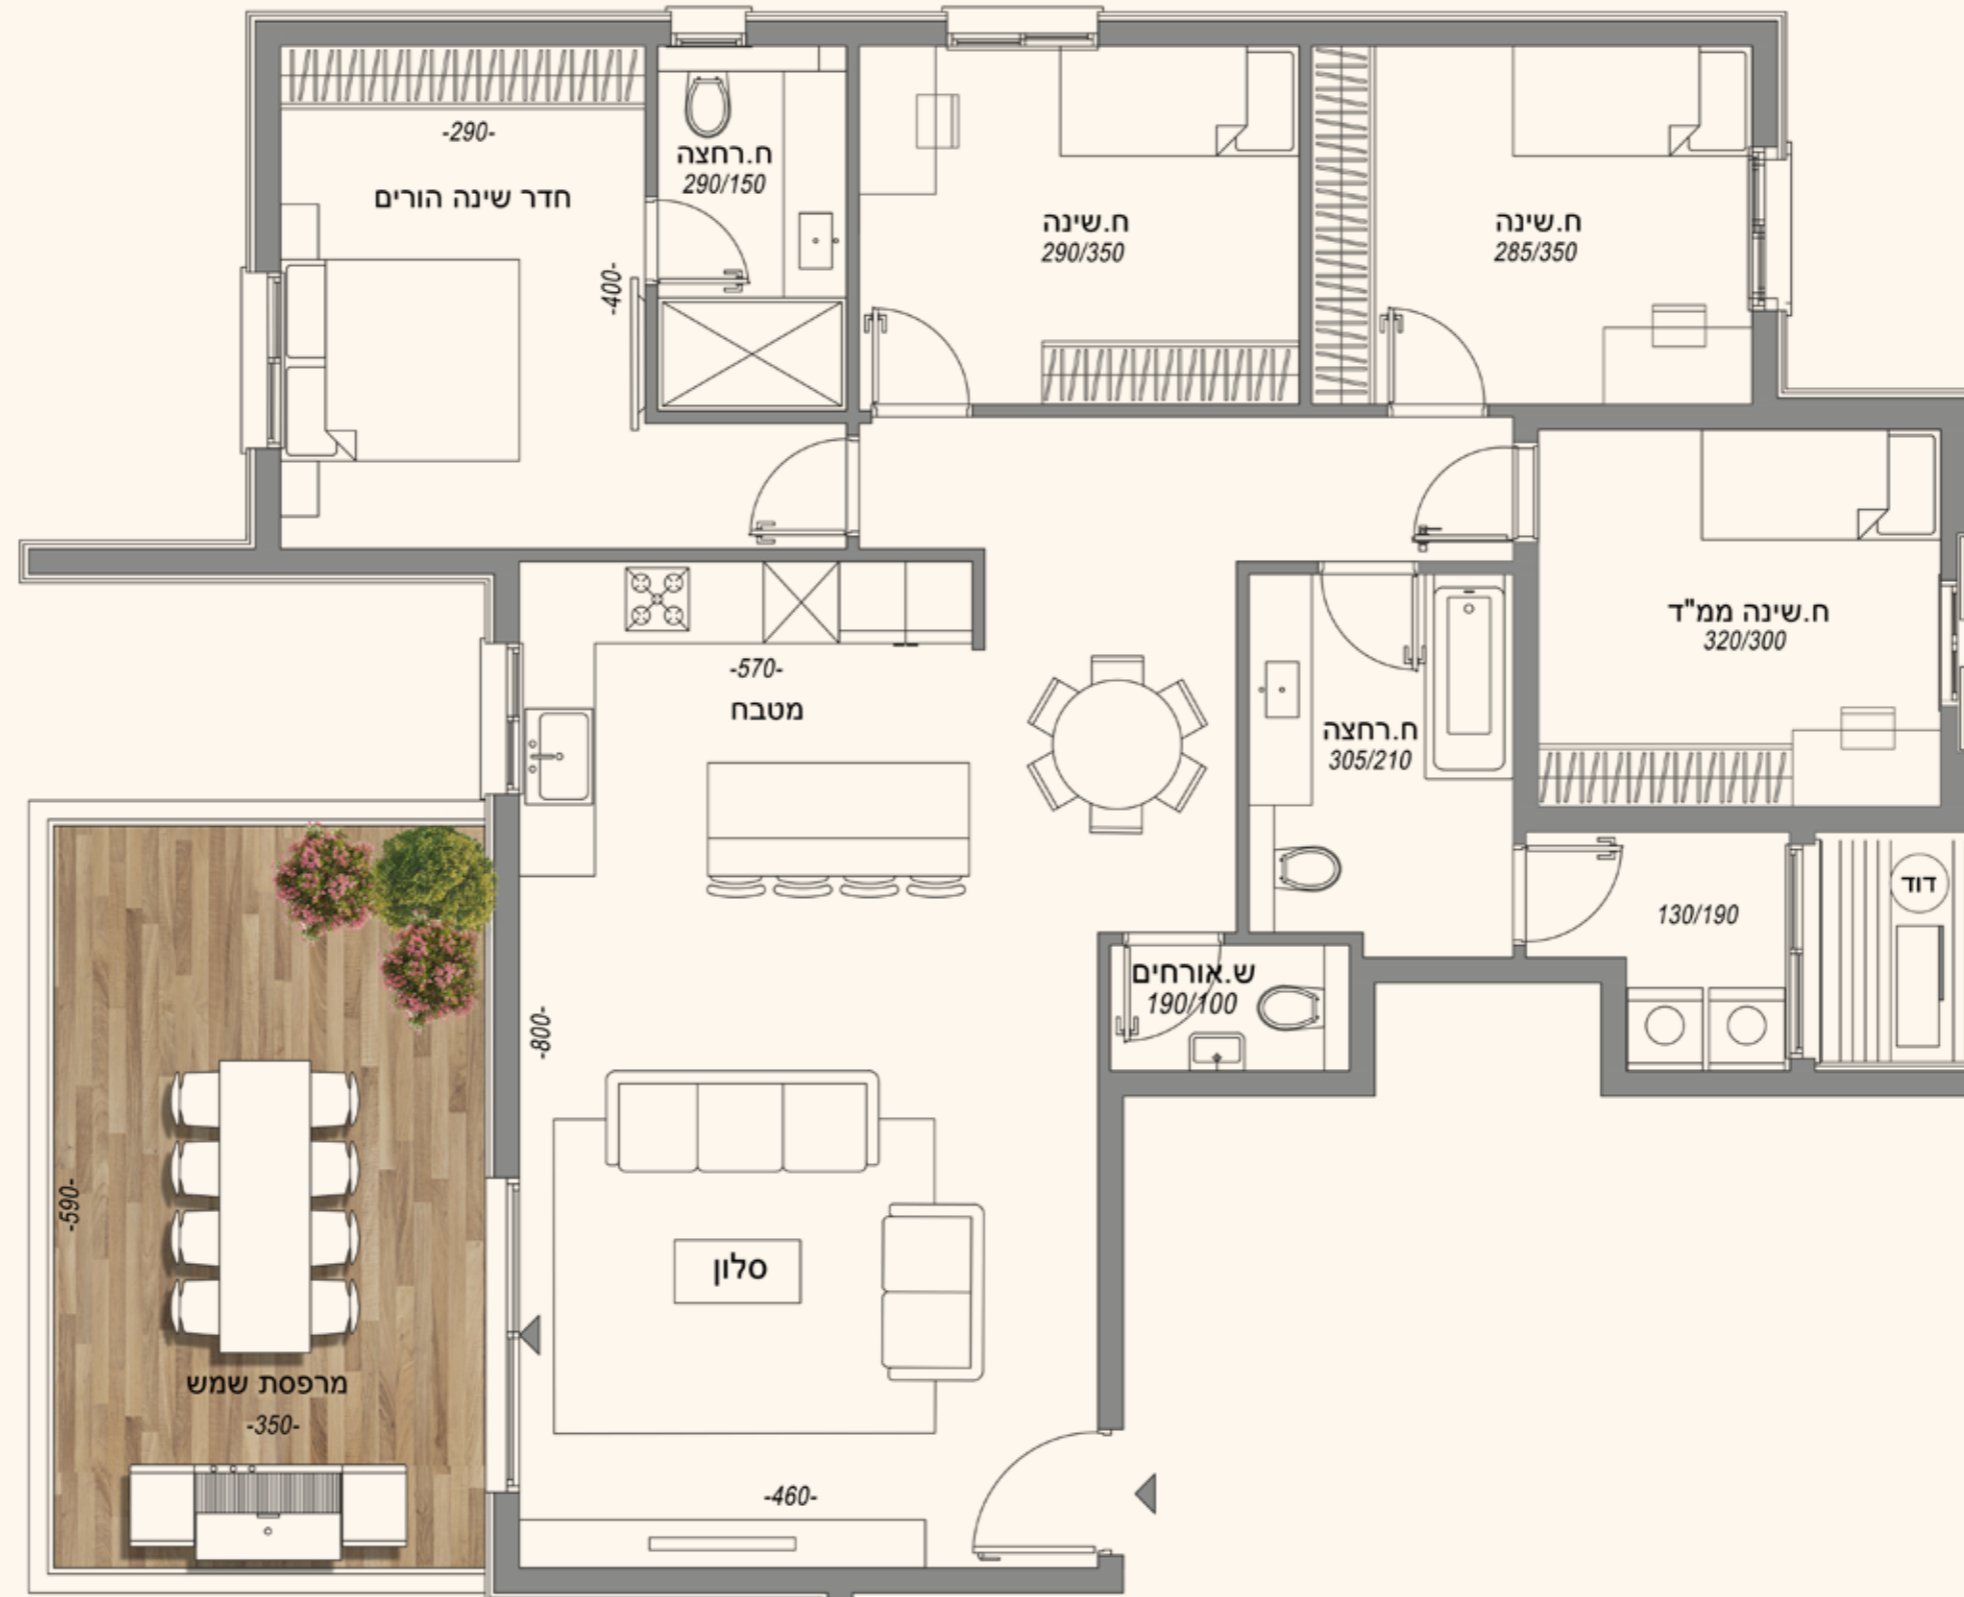 -290-
חדר שינה הורים
-400-
ח.רחצה
290/150
ח.שינה
290/350
ח.שינה
285/350
ח.שינה ממ"ד
320/300
-570-
מטבח
ח.רחצה
305/210
130/190
דוד
ש.אורחים
190/100
-800-
סלון
-460-
-590-
מרפסת שמש
-350-